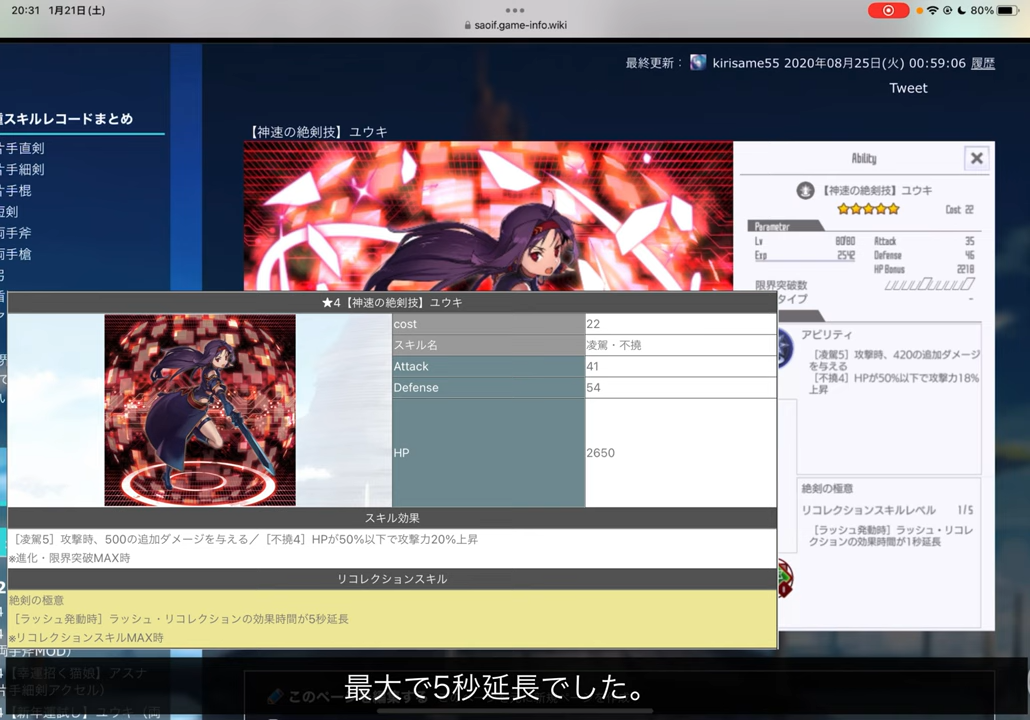 20:31 1月21日(土)
80%
saoif.game-info.wiki
最終更新： kirisame55 2020年08月25日(火) 00:59:06 履歴
Tweet
スキルレコードまとめ
片手直剣
片手細剣
片手棍
短剣
両手斧
両手槍
弓
【神速の絶剣技】ユウキ
Ability
【神速の絶剣技】ユウキ
Cost 22
Parameter
Lv 80/80 Attack 35
Exp 2542 Defense 46
HP Bonus 2218
限界突破数
タイプ -
アビリティ
［凌駕5］攻撃時、420の追加ダメージ
を与える
［不撓4］HPが50%以下で攻撃力18%
上昇
絶剣の極意
リコレクションスキルレベル 1/5
［ラッシュ発動時］ラッシュ・リコレ
クションの効果時間が1秒延長
★4【神速の絶剣技】ユウキ
cost 22
スキル名 凌駕・不撓
Attack 41
Defense 54
HP 2650
スキル効果
［凌駕5］攻撃時、500の追加ダメージを与える／［不撓4］HPが50%以下で攻撃力20%上昇
※進化・限界突破MAX時
リコレクションスキル
絶剣の極意
［ラッシュ発動時］ラッシュ・リコレクションの効果時間が5秒延長
※リコレクションスキルMAX時
両手斧MOD）
【幸運招く猫娘】アスナ
片手細剣アクセル）
【新年運試し】ユウキ（両
最大で5秒延長でした。